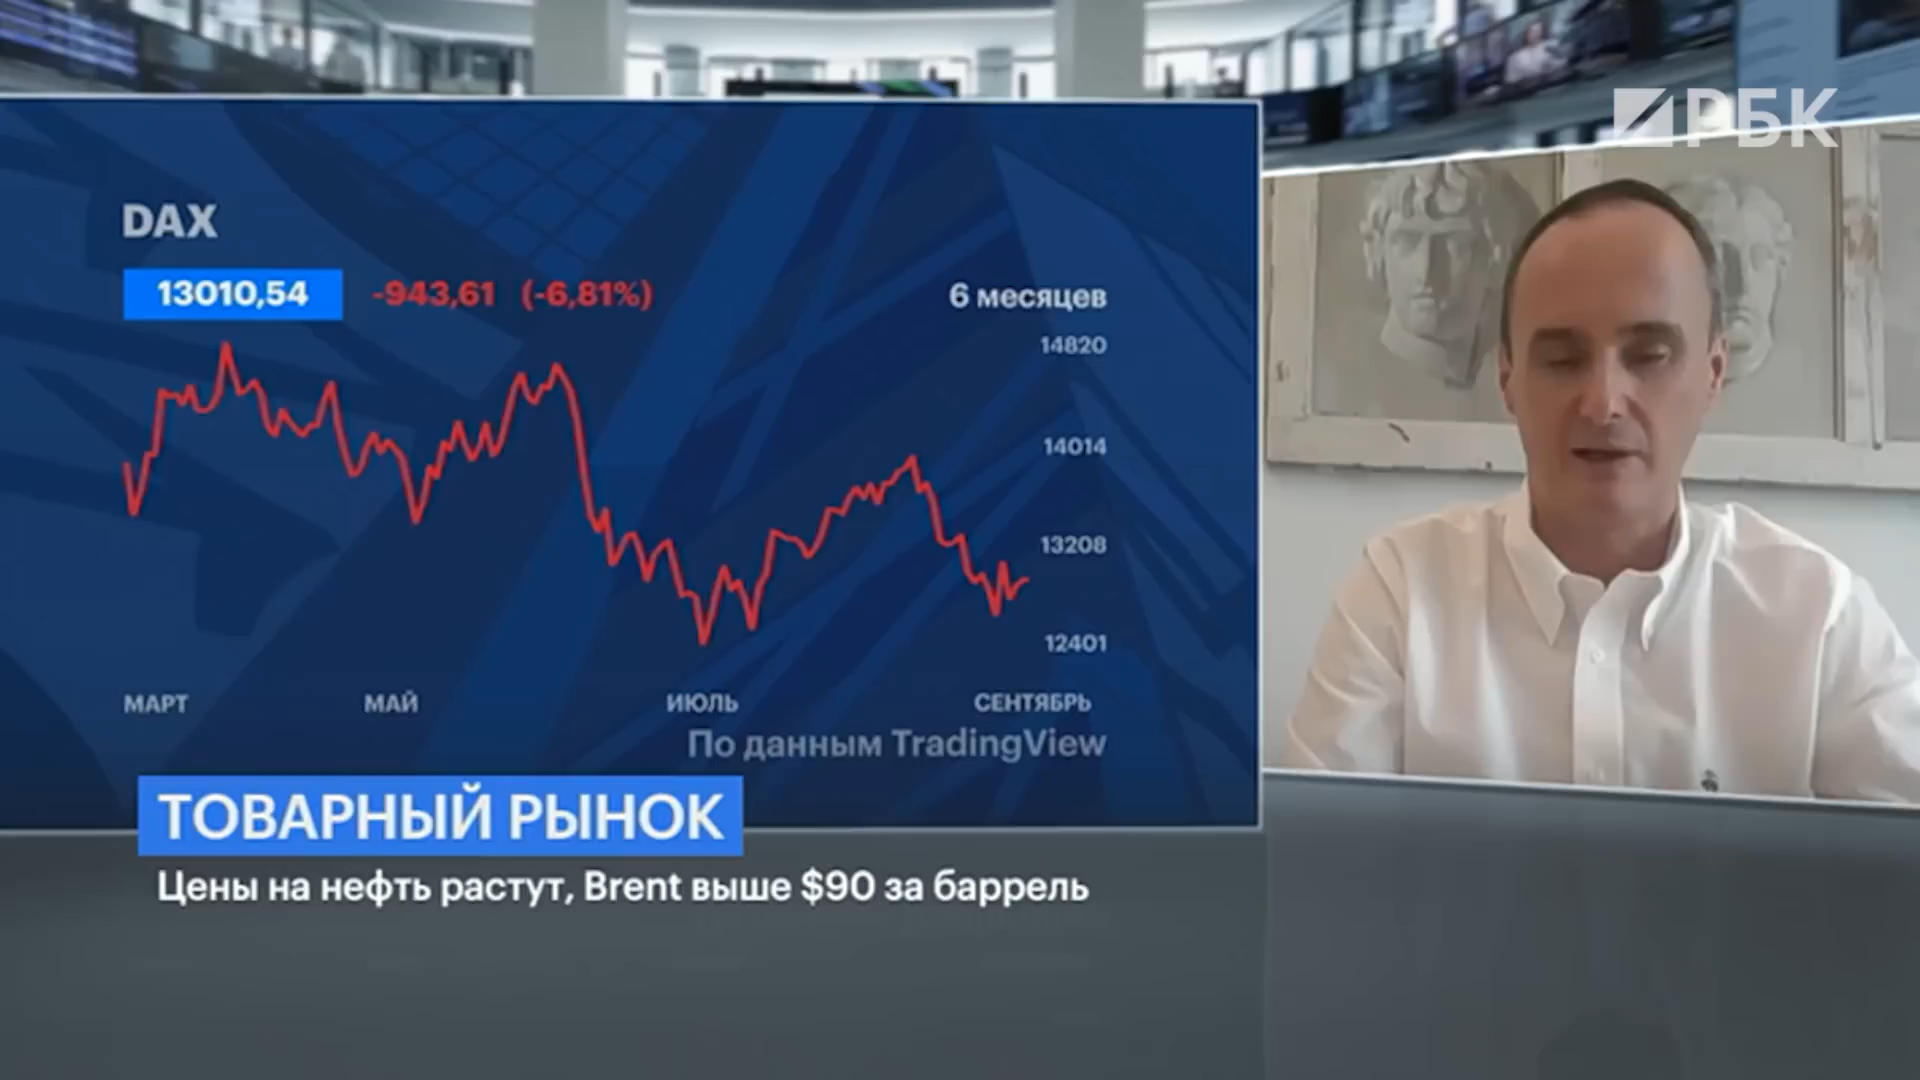 РБК
DAX
13010,54 -943,61 (-6,81%) 6 месяцев
14820
14014
13208
12401
МАРТ МАЙ ИЮЛЬ СЕНТЯБРЬ
По данным TradingView
ТОВАРНЫЙ РЫНОК
Цены на нефть растут, Brent выше $90 за баррель